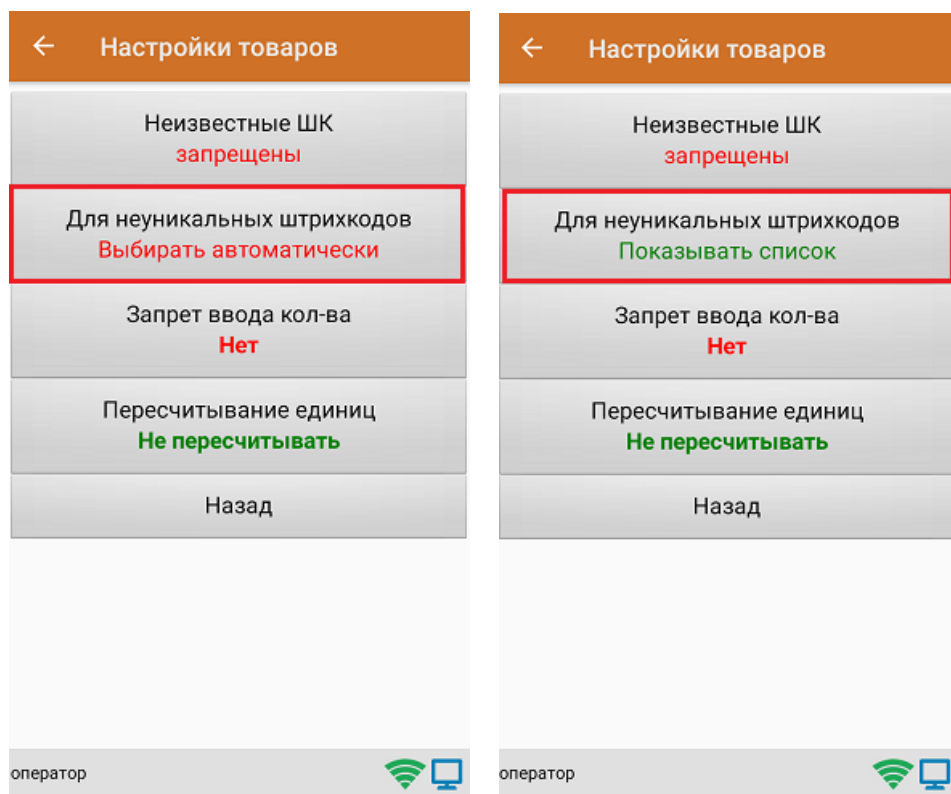 Настройки товаров
Неизвестные ШК
запрещены
Для неуникальных штрихкодов
Выбирать автоматически
Запрет ввода кол-ва
Нет
Пересчитывание единиц
Не пересчитывать
Назад
оператор
Настройки товаров
Неизвестные ШК
запрещены
Для неуникальных штрихкодов
Показывать список
Запрет ввода кол-ва
Нет
Пересчитывание единиц
Не пересчитывать
Назад
оператор